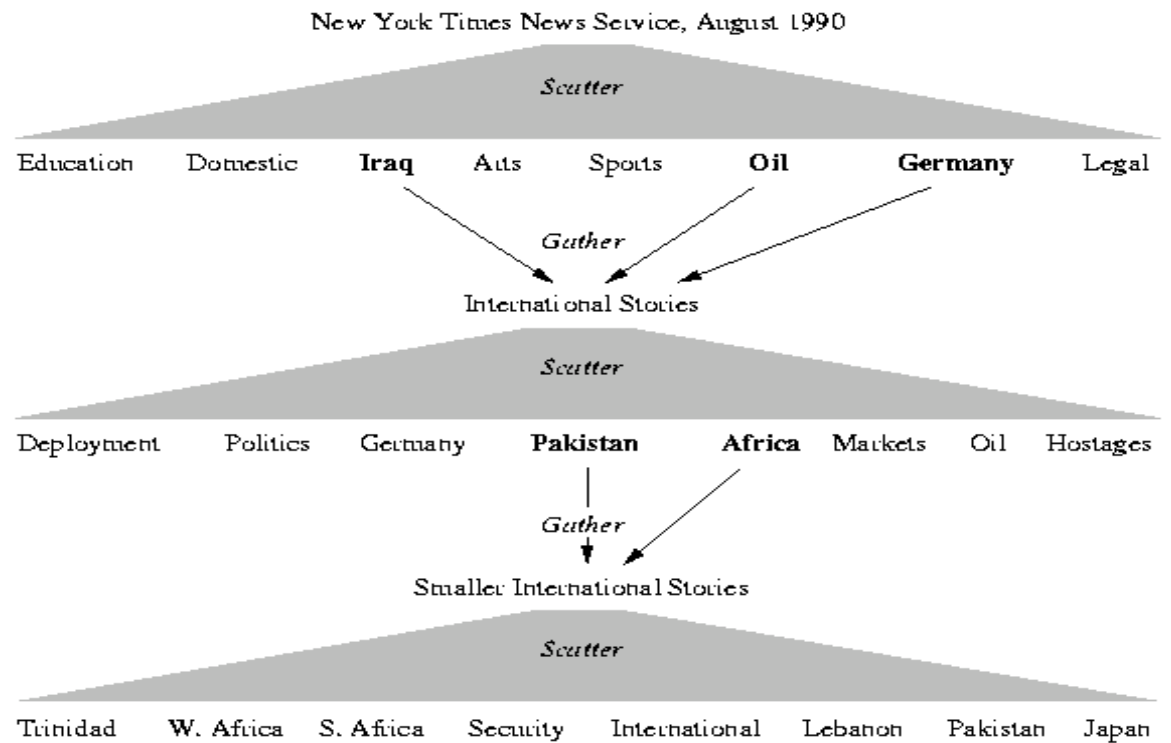 New York Times News Service, August 1990
Scatter
Education Domestic Iraq Arts Sports Oil Germany Legal
Gather
International Stories
Scatter
Deployment Politics Germany Pakistan Africa Markets Oil Hostages
Gather
Smaller International Stories
Scatter
Trinidad W. Africa S. Africa Security International Lebanon Pakistan Japan